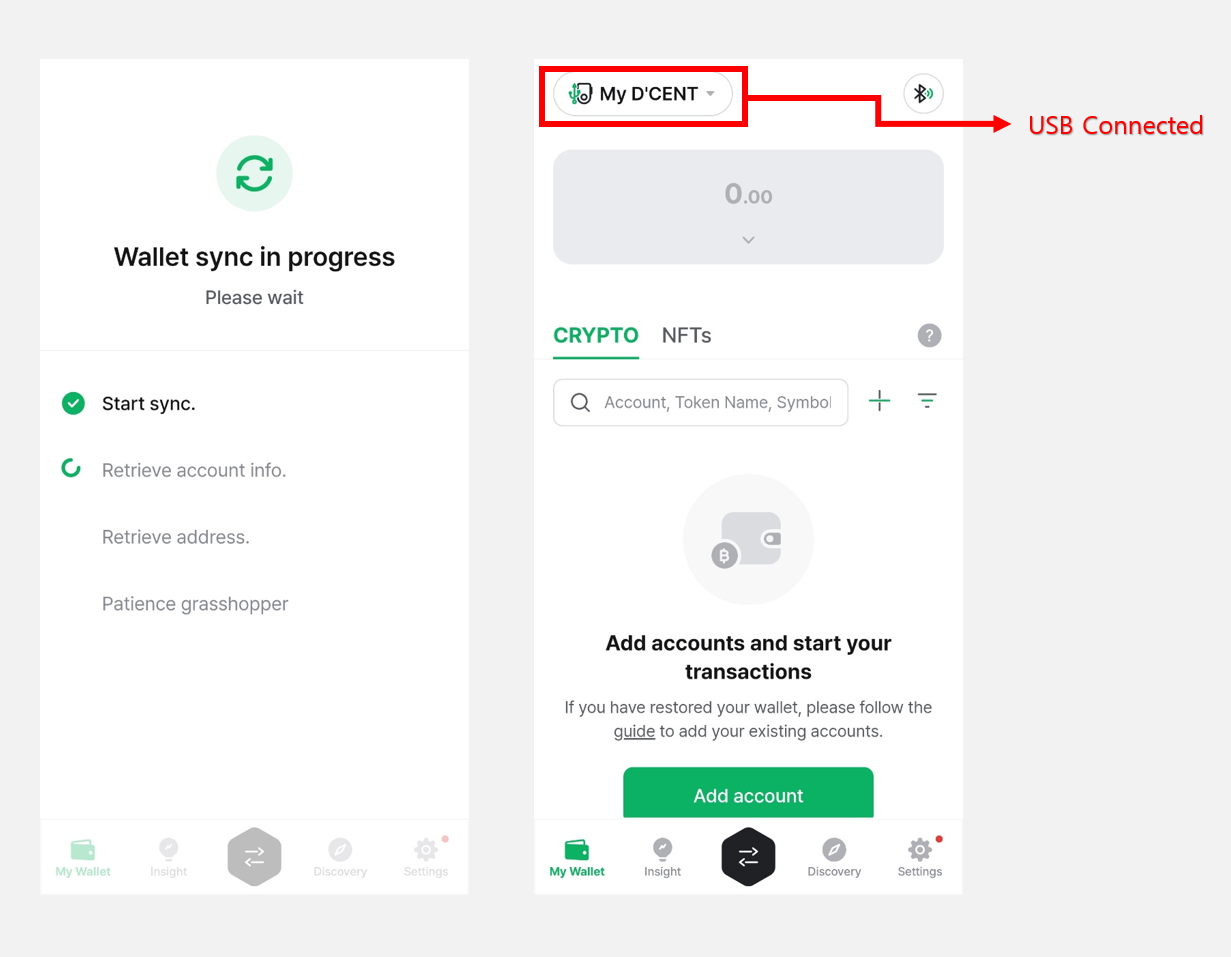 Wallet sync in progress
Please wait
Start sync.
Retrieve account info.
Retrieve address.
Patience grasshopper
My Wallet
Insight
Discovery
Settings
My D'CENT
USB Connected
0.00
CRYPTO
NFTs
?
Account, Token Name, Symbol
Add accounts and start your
transactions
If you have restored your wallet, please follow the
guide to add your existing accounts.
Add account
My Wallet
Insight
Discovery
Settings